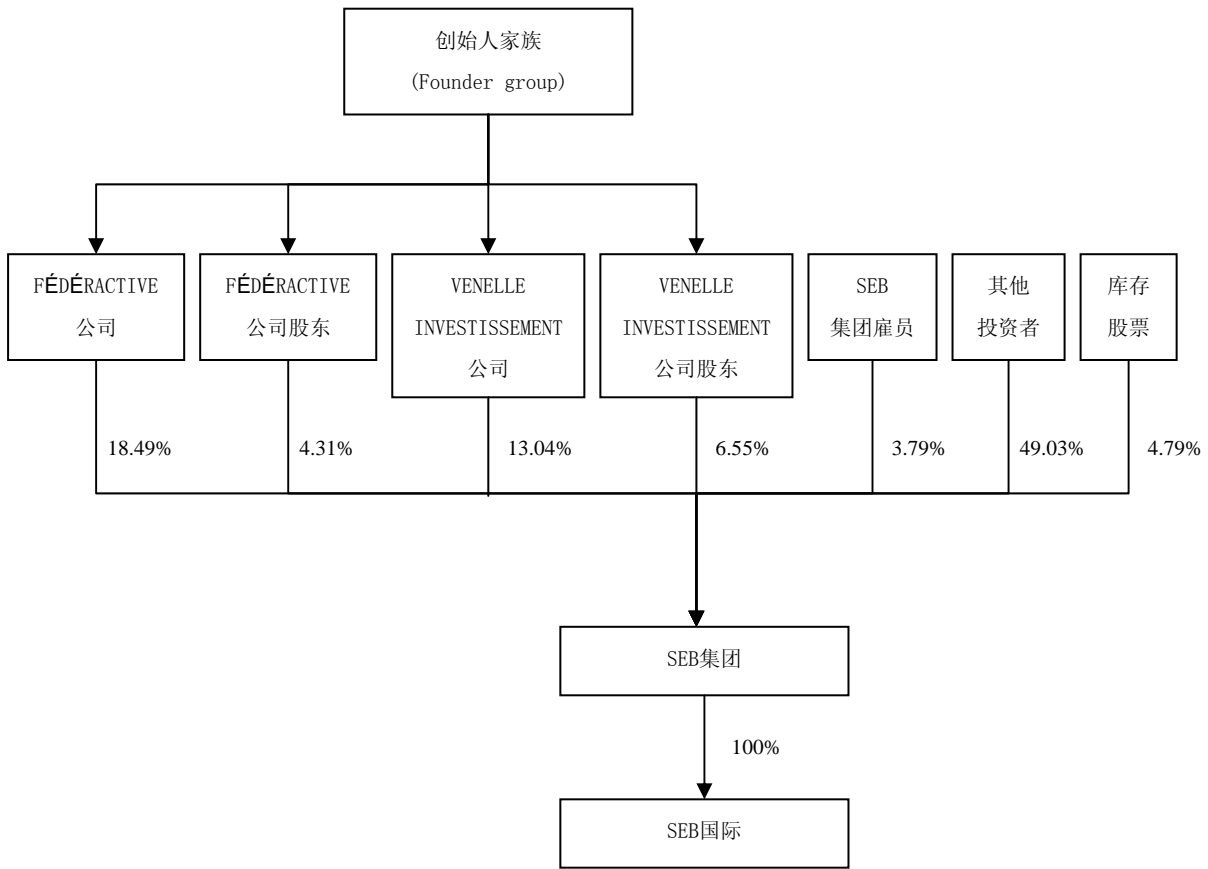 创始人家族
(Founder group)
FÉDÉRACTIVE
公司
FÉDÉRACTIVE
公司股东
VENELLE
INVESTISSEMENT
公司
VENELLE
INVESTISSEMENT
公司股东
SEB
集团雇员
其他
投资者
库存
股票
18.49%
4.31%
13.04%
6.55%
3.79%
49.03%
4.79%
SEB集团
100%
SEB国际